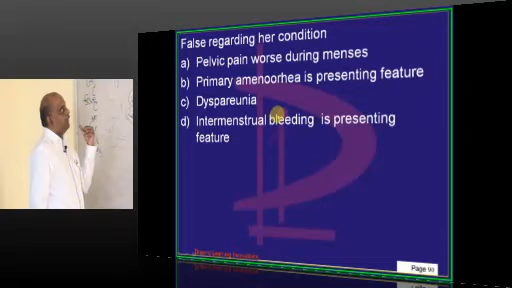 False regarding her condition
a) Pelvic pain worse during menses
b) Primary amenoorhea is presenting feature
c) Dyspareunia
d) Intermenstrual bleeding is presenting
feature
Page 90